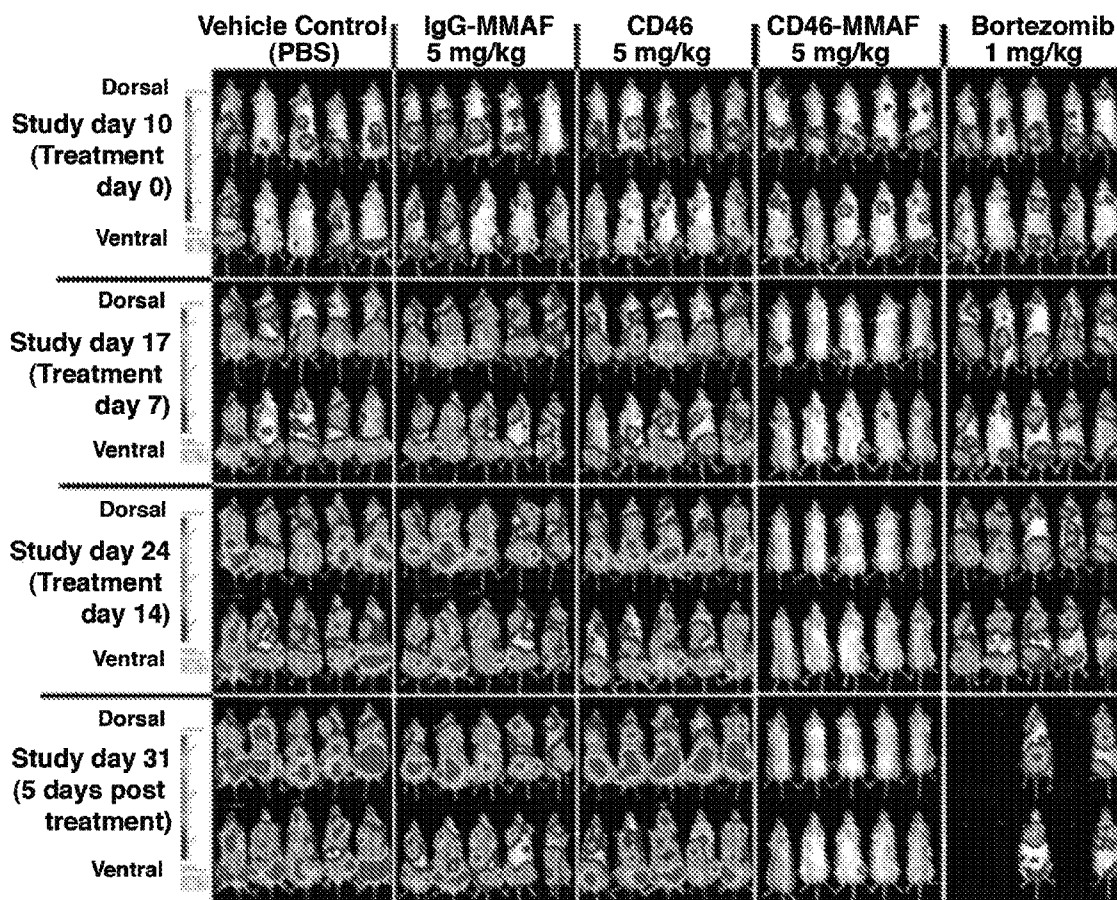 Vehicle Control IgG-MMAF CD46 CD46-MMAF Bortezomib
(PBS) 5 mg/kg 5 mg/kg 5 mg/kg 1 mg/kg
Dorsal
Study day 10
(Treatment
day 0)
Ventral
Dorsal
Study day 17
(Treatment
day 7)
Ventral
Dorsal
Study day 24
(Treatment
day 14)
Ventral
Dorsal
Study day 31
(5 days post
treatment)
Ventral